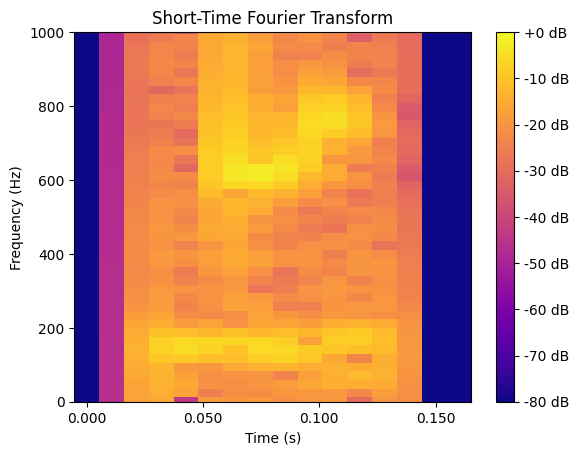 Short-Time Fourier Transform
1000
800
600
400
200
0
Frequency (Hz)
0.000
0.050
0.100
0.150
Time (s)
+0 dB
-10 dB
-20 dB
-30 dB
-40 dB
-50 dB
-60 dB
-70 dB
-80 dB